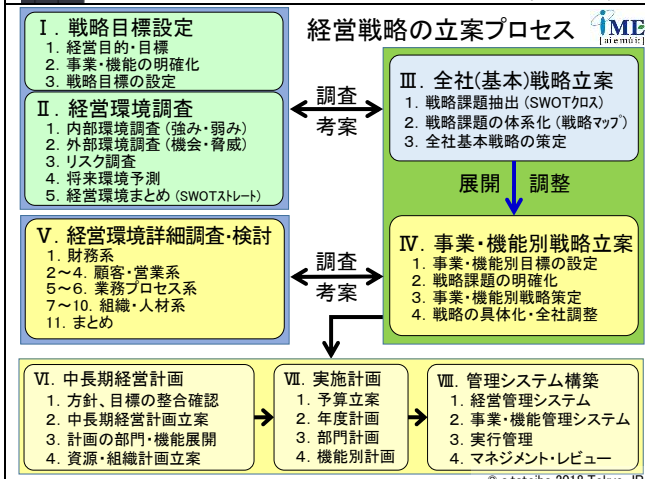 経営戦略の立案プロセス
iME
[aiemúit]
Ⅰ. 戦略目標設定
1. 経営目的・目標
2. 事業・機能の明確化
3. 戦略目標の設定
Ⅱ. 経営環境調査
1. 内部環境調査(強み・弱み)
2. 外部環境調査(機会・脅威)
3. リスク調査
4. 将来環境予測
5. 経営環境まとめ(SWOTストレート)
調査
考案
Ⅲ. 全社(基本)戦略立案
1. 戦略課題抽出(SWOTクロス)
2. 戦略課題の体系化(戦略マップ)
3. 全社基本戦略の策定
展開 調整
Ⅴ. 経営環境詳細調査・検討
1. 財務系
2~4. 顧客・営業系
5~6. 業務プロセス系
7~10. 組織・人材系
11. まとめ
調査
考案
Ⅳ. 事業・機能別戦略立案
1. 事業・機能別目標の設定
2. 戦略課題の明確化
3. 事業・機能別戦略策定
4. 戦略の具体化・全社調整
Ⅵ. 中長期経営計画
1. 方針、目標の整合確認
2. 中長期経営計画立案
3. 計画の部門・機能展開
4. 資源・組織計画立案
Ⅶ. 実施計画
1. 予算立案
2. 年度計画
3. 部門計画
4. 機能別計画
Ⅷ. 管理システム構築
1. 経営管理システム
2. 事業・機能管理システム
3. 実行管理
4. マネジメント・レビュー